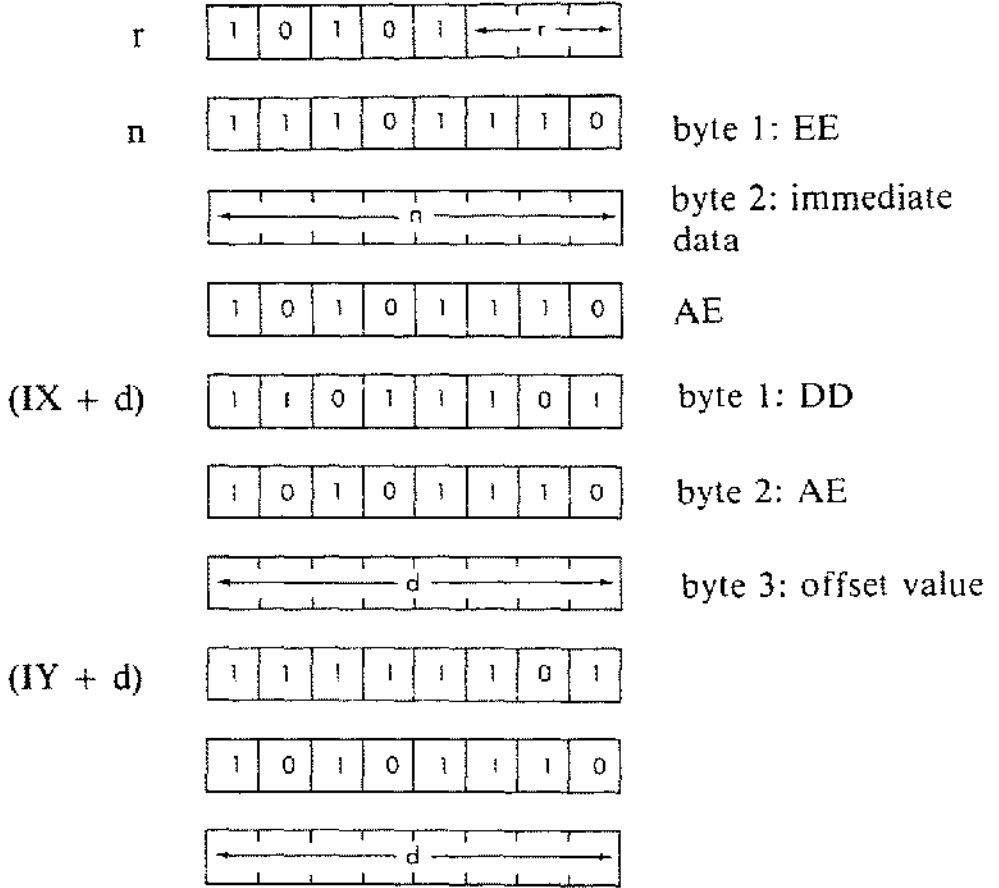 r 1 0 1 0 1 r
n 1 1 1 0 1 1 1 0 byte 1: EE
n byte 2: immediate
data
1 0 1 0 1 1 1 0 AE
(IX + d) 1 1 0 1 1 1 0 1 byte 1: DD
1 0 1 0 1 1 1 0 byte 2: AE
d byte 3: offset value
(IY + d) 1 1 1 1 1 1 0 1
1 0 1 0 1 1 1 0
d